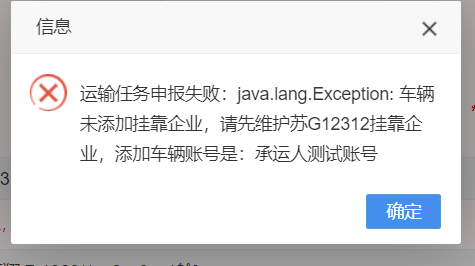 信息
运输任务申报失败：java.lang.Exception: 车辆
未添加挂靠企业，请先维护苏G12312挂靠企
业，添加车辆账号是：承运人测试账号
确定
3